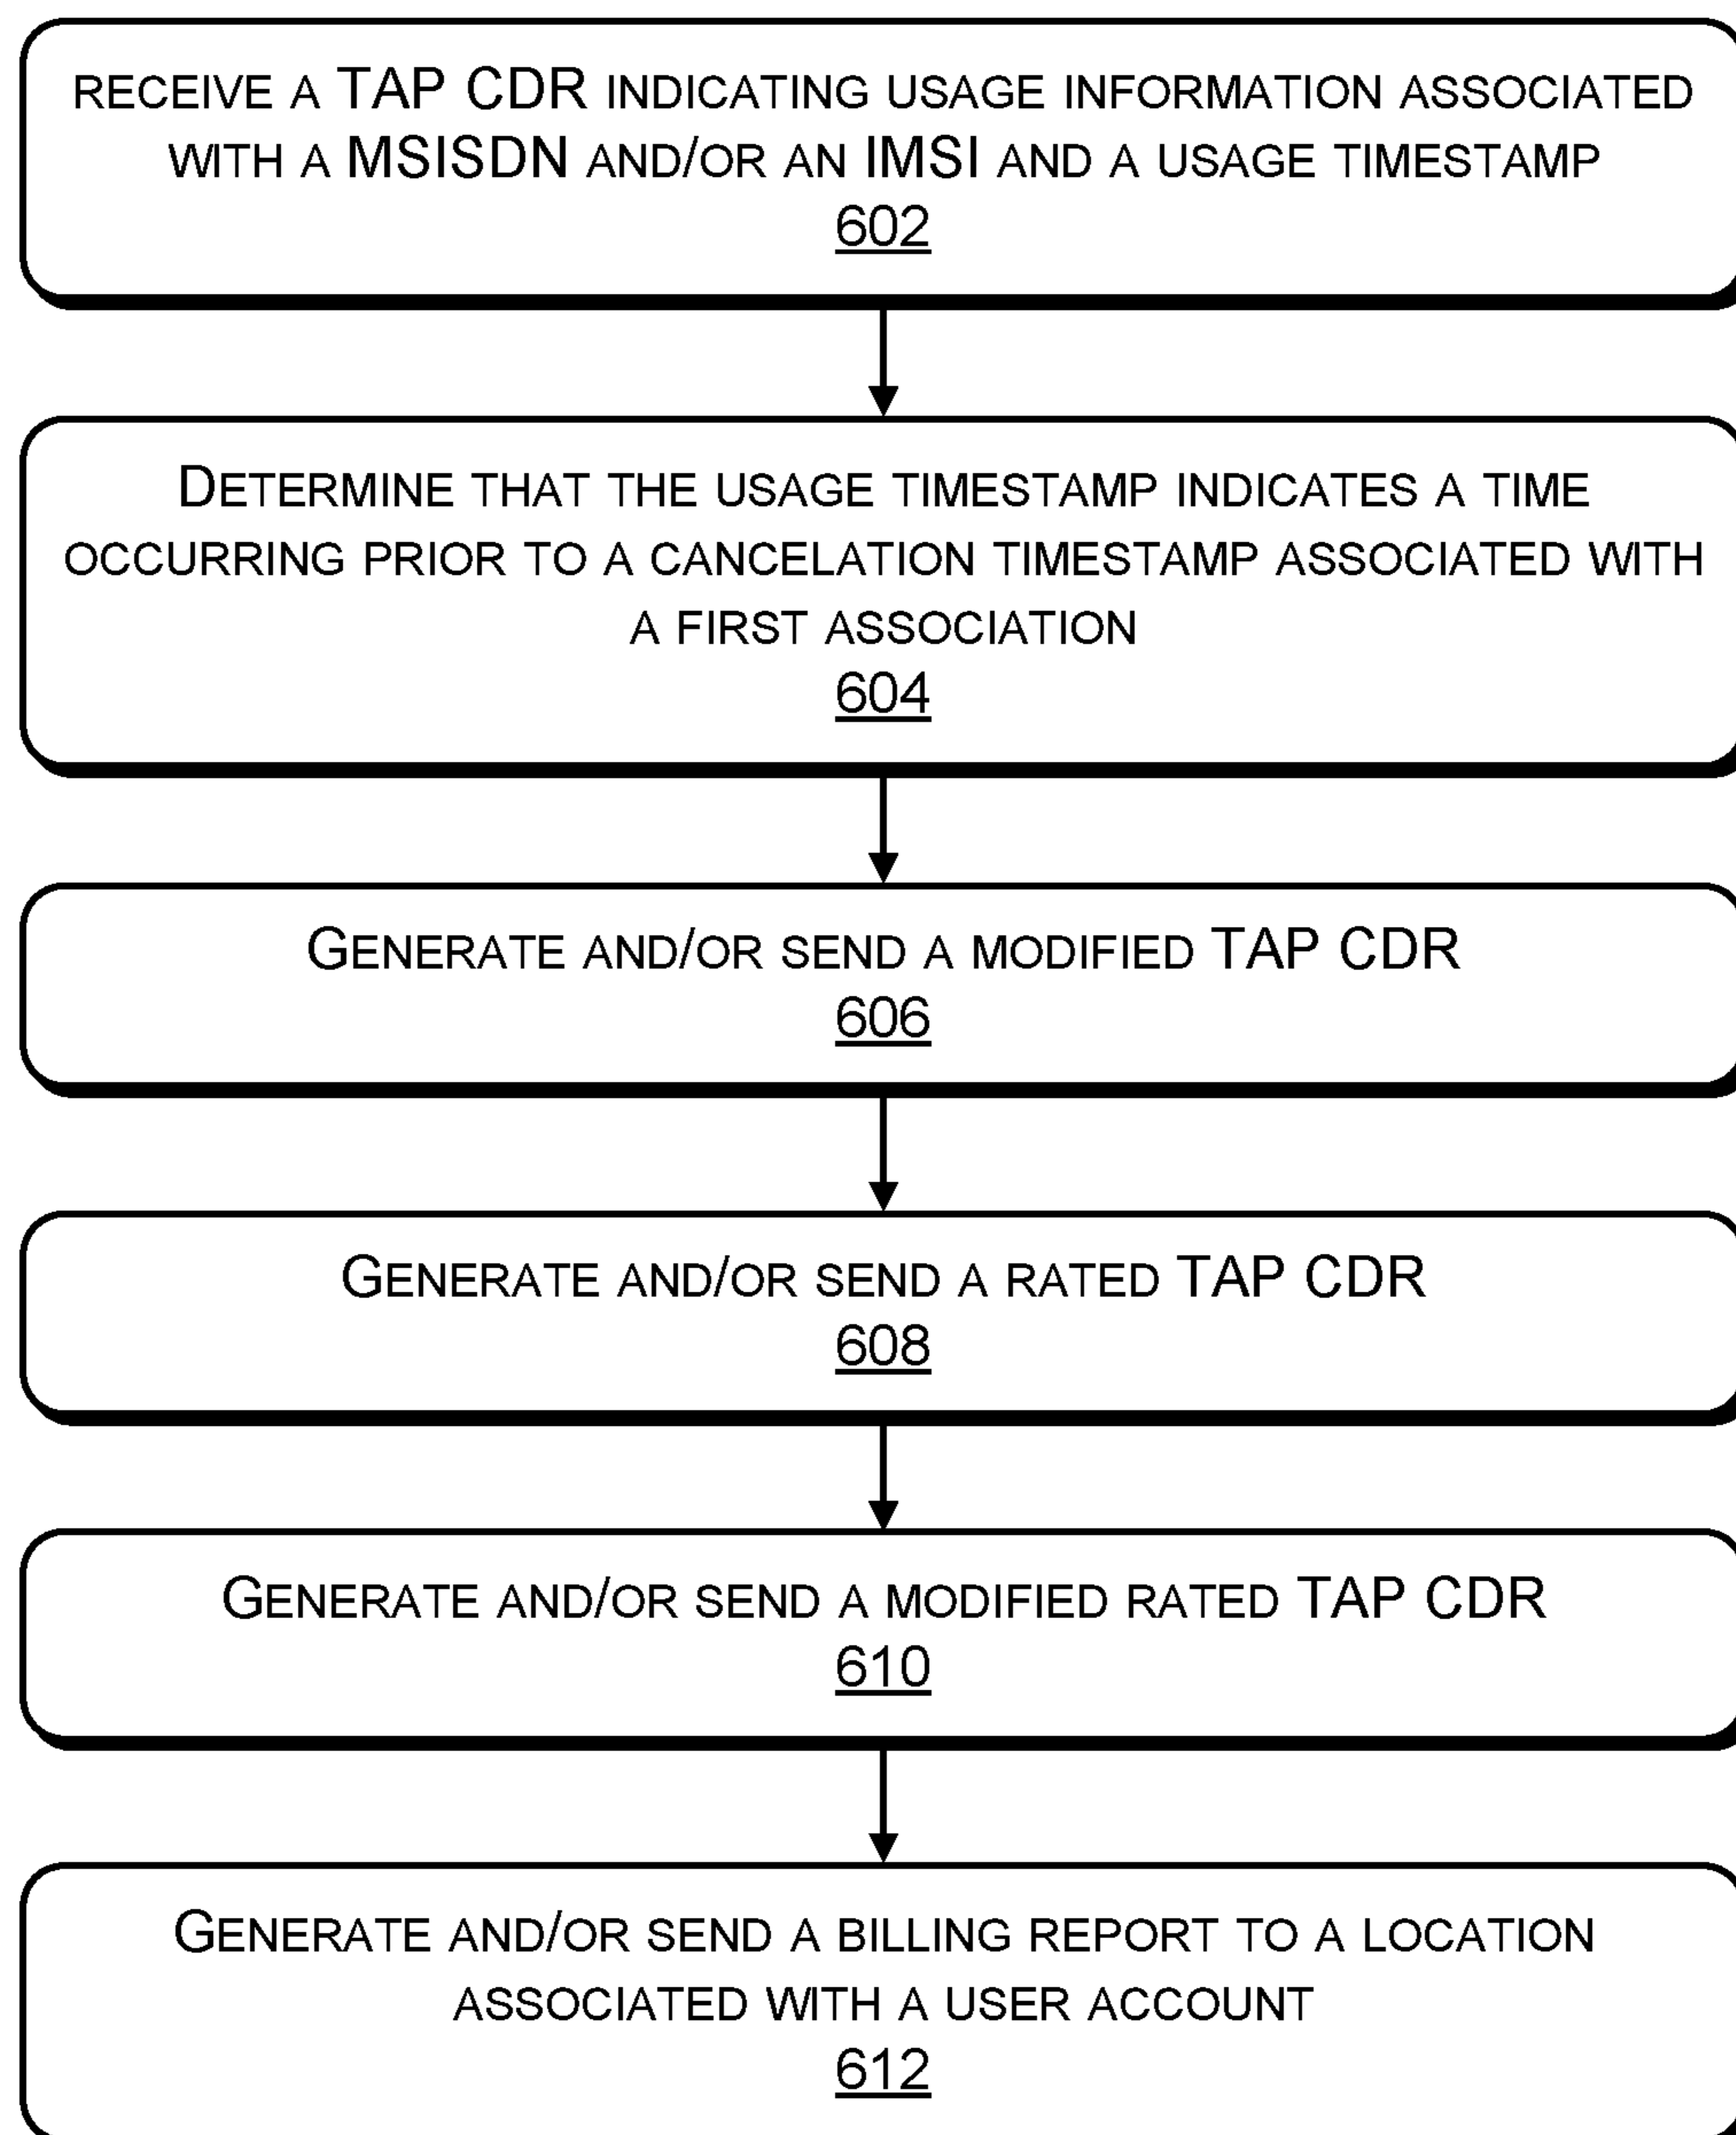 RECEIVE A TAP CDR INDICATING USAGE INFORMATION ASSOCIATED
WITH A MSISDN AND/OR AN IMSI AND A USAGE TIMESTAMP
602
DETERMINE THAT THE USAGE TIMESTAMP INDICATES A TIME
OCCURRING PRIOR TO A CANCELATION TIMESTAMP ASSOCIATED WITH
A FIRST ASSOCIATION
604
GENERATE AND/OR SEND A MODIFIED TAP CDR
606
GENERATE AND/OR SEND A RATED TAP CDR
608
GENERATE AND/OR SEND A MODIFIED RATED TAP CDR
610
GENERATE AND/OR SEND A BILLING REPORT TO A LOCATION
ASSOCIATED WITH A USER ACCOUNT
612